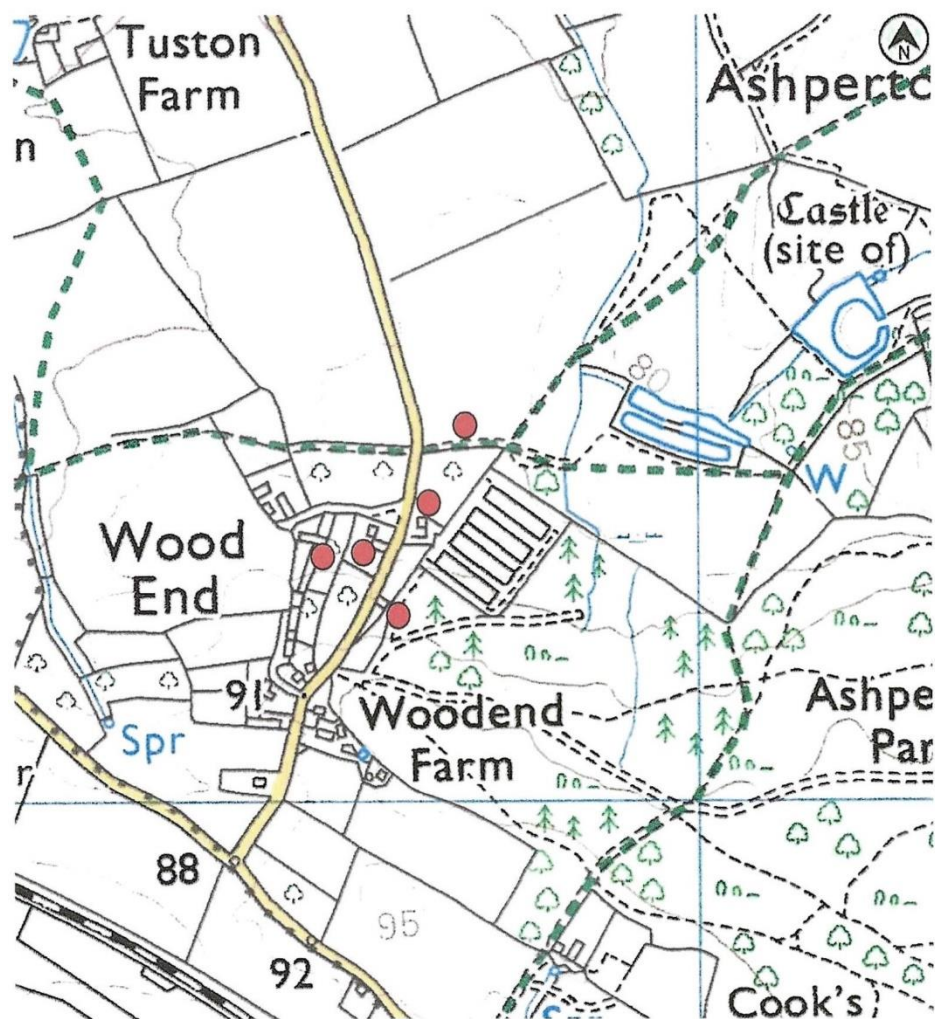 Tuston
Farm
N
Ashpertc
n
Castle
(site of)
80
85
W
Wood
End
91
Spr
Woodend
Farm
Ashpe
Par
r
88
95
92
Cook's